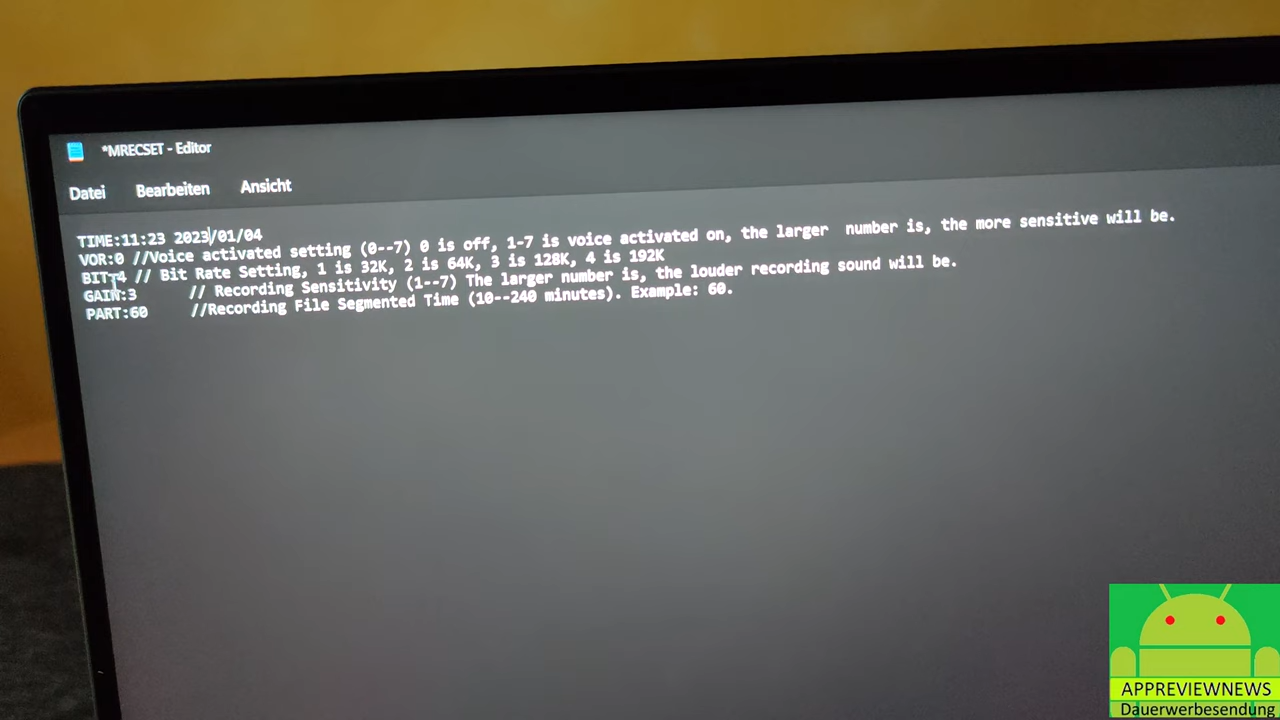 *MRECSET - Editor
Datei Bearbeiten Ansicht
TIME:11:23 2023/01/04
VOR:0 //Voice activated setting (0--7) 0 is off, 1-7 is voice activated on, the larger  number is, the more sensitive will be.
BIT:4 // Bit Rate Setting, 1 is 32K, 2 is 64K, 3 is 128K, 4 is 192K
GAIN:3 // Recording Sensitivity (1--7) The larger number is, the louder recording sound will be.
PART:60 //Recording File Segmented Time (10--240 minutes). Example: 60.
APPREVIEWNEWS
Dauerwerbesendung